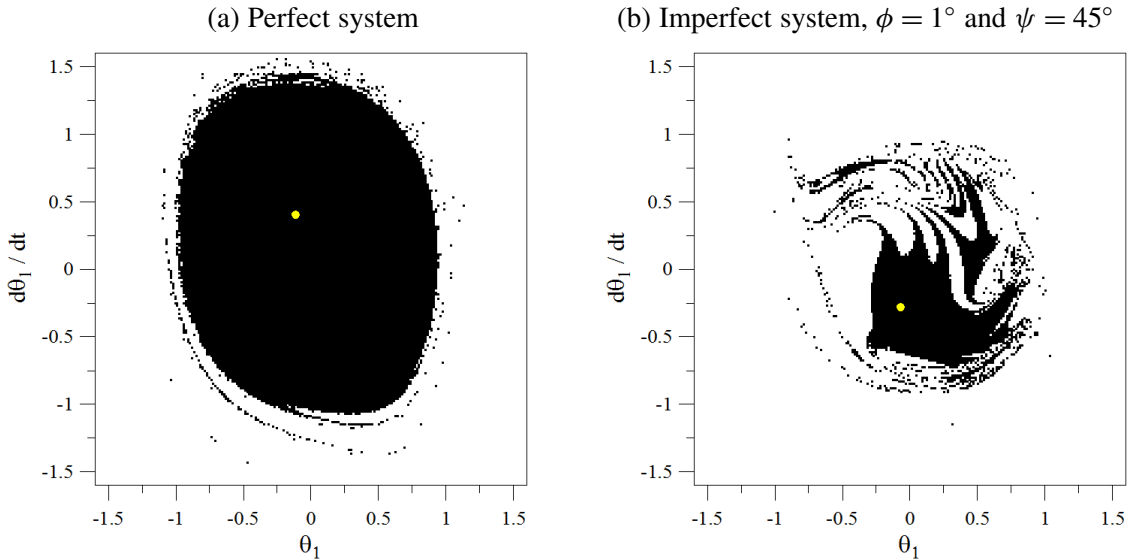 (a) Perfect system
(b) Imperfect system, ϕ = 1° and ψ = 45°
1.5
1
0.5
0
-0.5
-1
-1.5
dθ₁ / dt
-1.5 -1 -0.5 0 0.5 1 1.5
θ₁
1.5
1
0.5
0
-0.5
-1
-1.5
dθ₁ / dt
-1.5 -1 -0.5 0 0.5 1 1.5
θ₁